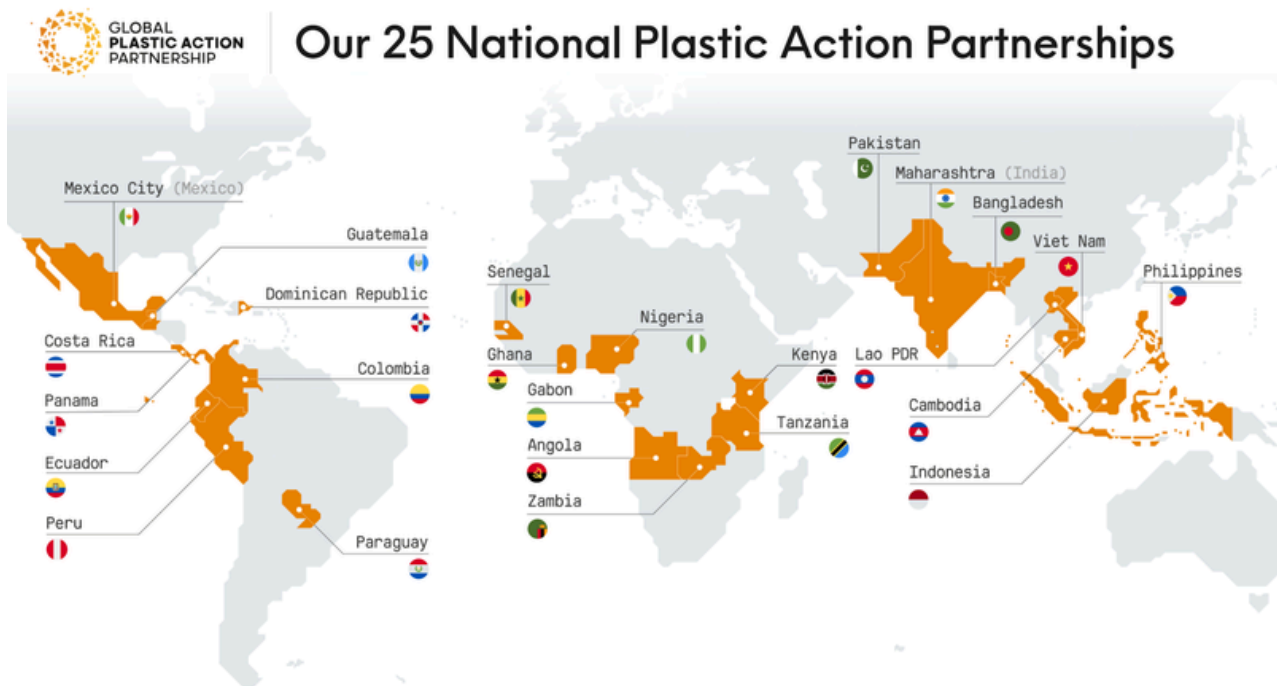 GLOBAL
PLASTIC ACTION
PARTNERSHIP
Our 25 National Plastic Action Partnerships
Mexico City (Mexico)
Guatemala
Dominican Republic
Costa Rica
Colombia
Panama
Ecuador
Peru
Paraguay
Senegal
Nigeria
Ghana
Kenya
Gabon
Tanzania
Angola
Zambia
Pakistan
Maharashtra (India)
Bangladesh
Viet Nam
Philippines
Lao PDR
Cambodia
Indonesia